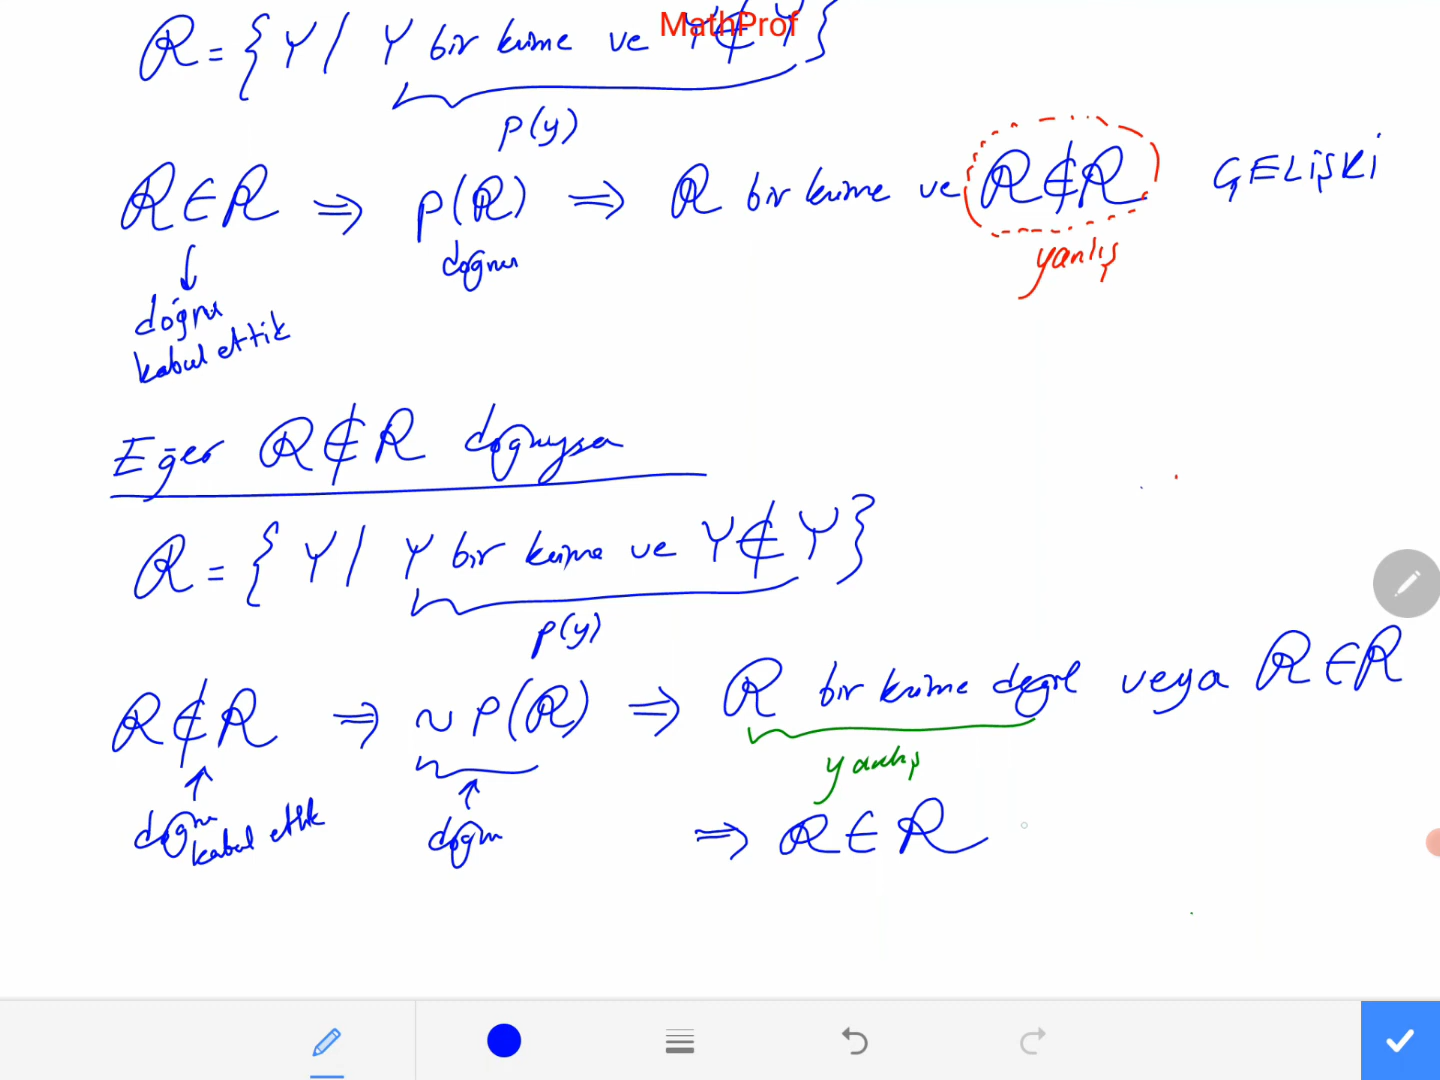 MathProf
R = { Y / Y bir küme ve Y ∉ Y }
p(y)
R ∈ R ⇒ p(R) ⇒ R bir küme ve R ∉ R ÇELİŞKİ
doğru
yanlış
doğru
kabul ettik
Eğer R ∉ R doğruysa
R = { Y / Y bir küme ve Y ∉ Y }
p(y)
R ∉ R ⇒ ~ p(R) ⇒ R bir küme değil veya R ∈ R
yanlış
doğru kabul ettik
doğru
⇒ R ∈ R